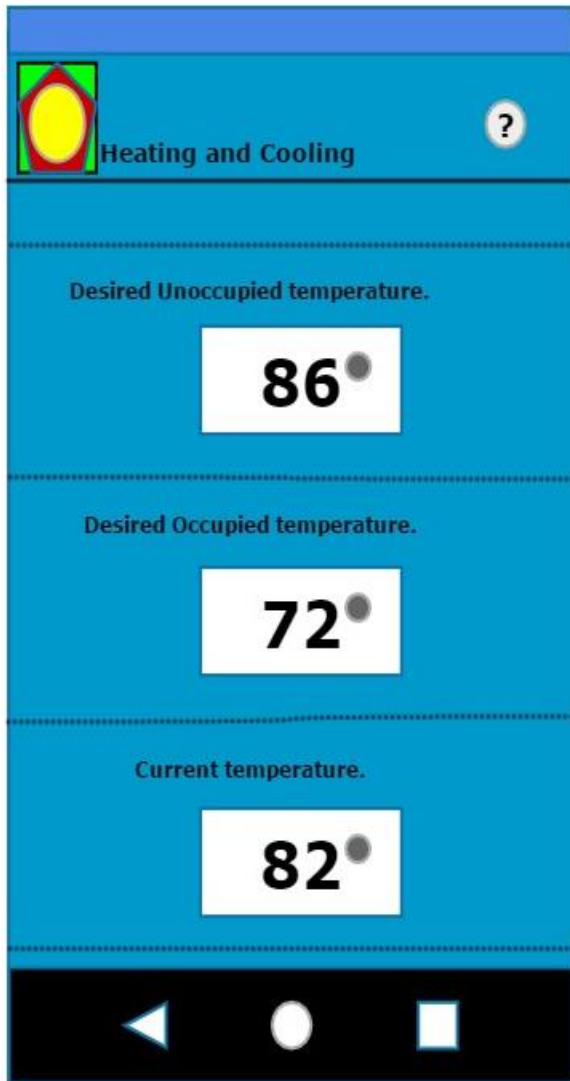 Heating and Cooling
?
Desired Unoccupied temperature.
86°
Desired Occupied temperature.
72°
Current temperature.
82°